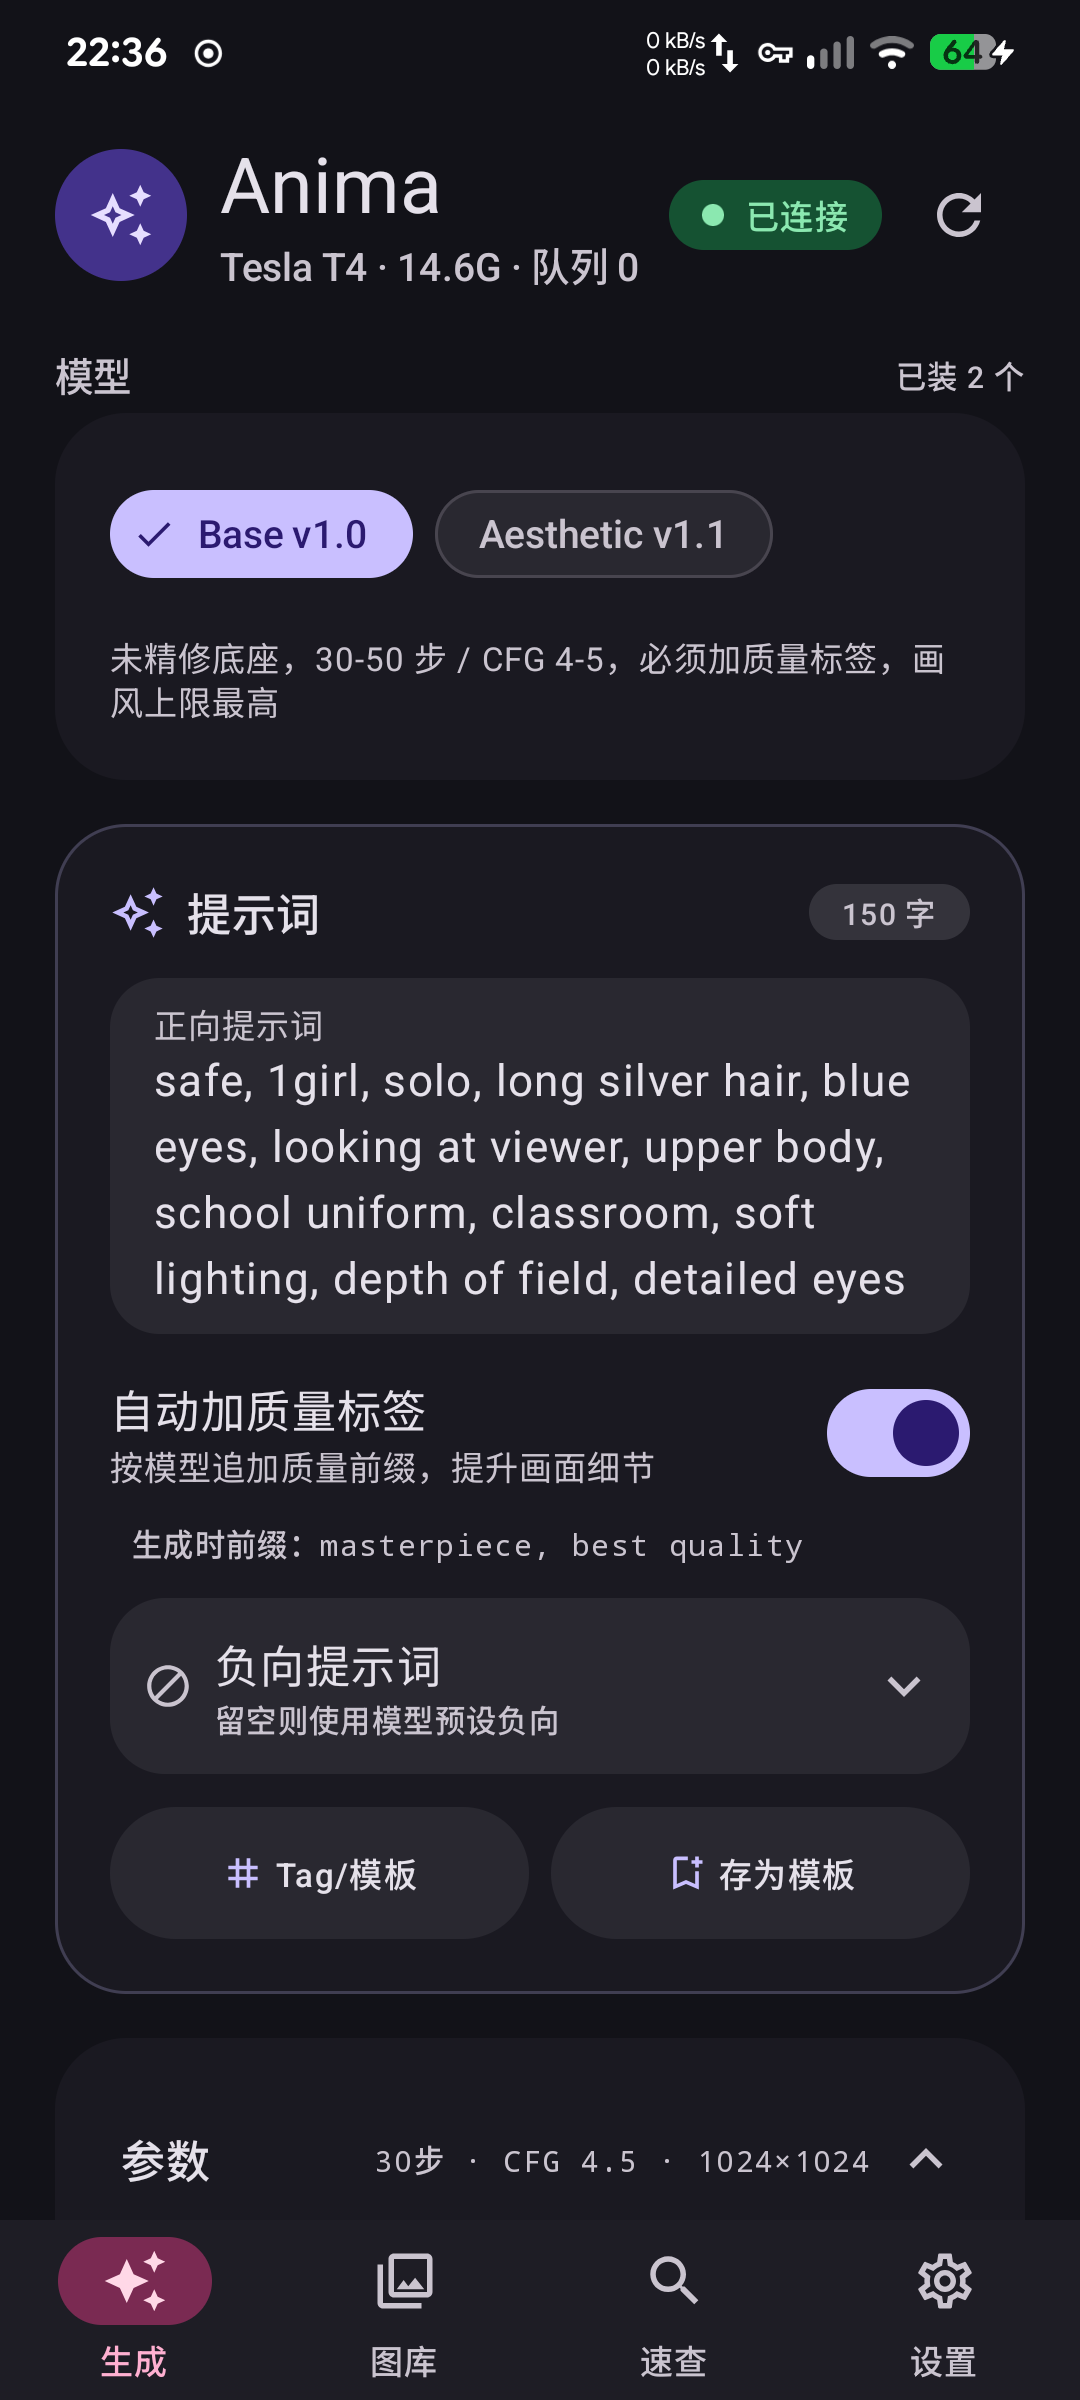 22:36
0 kB/s
0 kB/s
64
Anima
已连接
Tesla T4 · 14.6G · 队列 0
模型
已装 2 个
Base v1.0
Aesthetic v1.1
未精修底座，30-50 步 / CFG 4-5，必须加质量标签，画
风上限最高
提示词
150 字
正向提示词
safe, 1girl, solo, long silver hair, blue
eyes, looking at viewer, upper body,
school uniform, classroom, soft
lighting, depth of field, detailed eyes
自动加质量标签
按模型追加质量前缀，提升画面细节
生成时前缀：masterpiece, best quality
负向提示词
留空则使用模型预设负向
Tag/模板
存为模板
参数
30步 · CFG 4.5 · 1024×1024
生成
图库
速查
设置